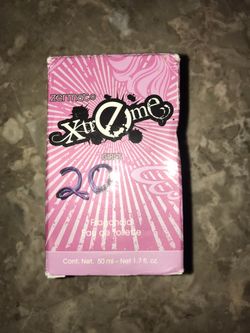 zermat®
Xtreme
20
Eau de Toilette
Cont. Net. 50 ml - Net 1.7 fl. oz.